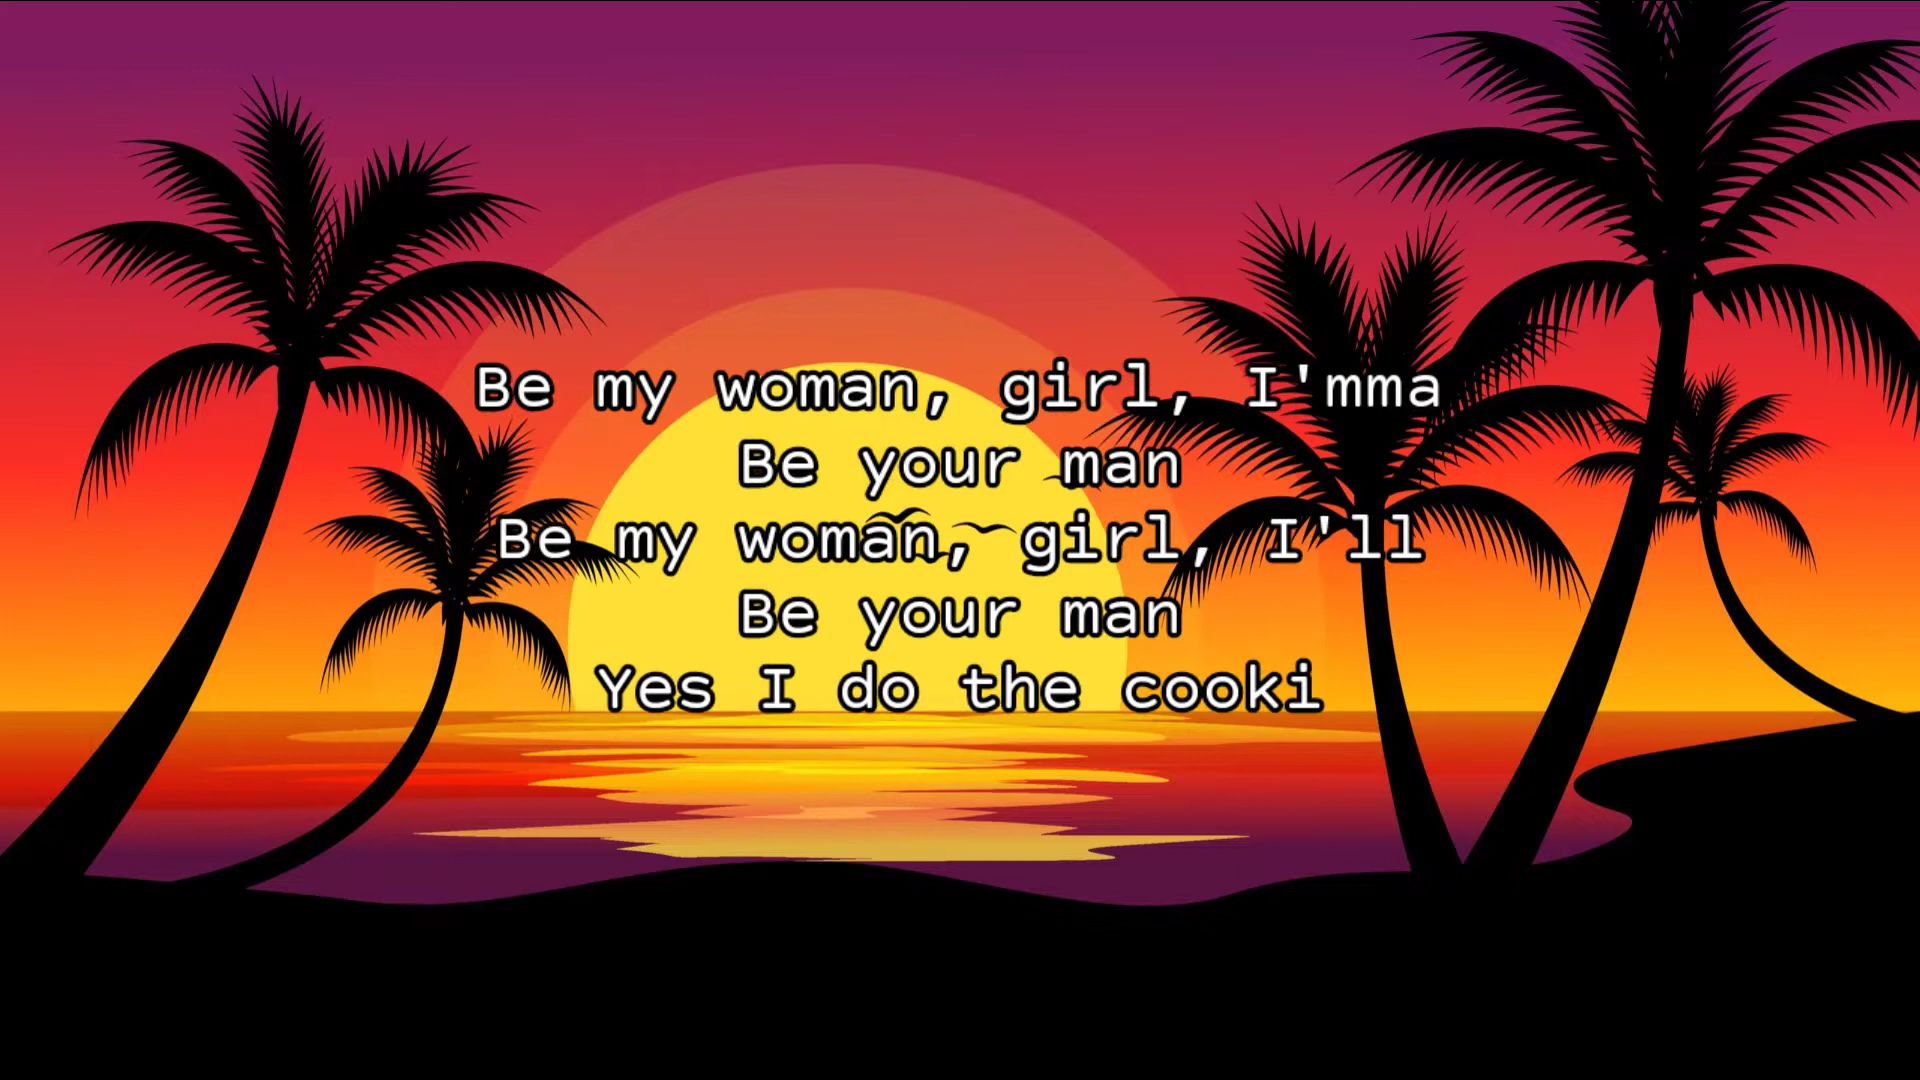 Be my woman, girl, I'mma
Be your man
Be my woman, girl, I'll
Be your man
Yes I do the cooki